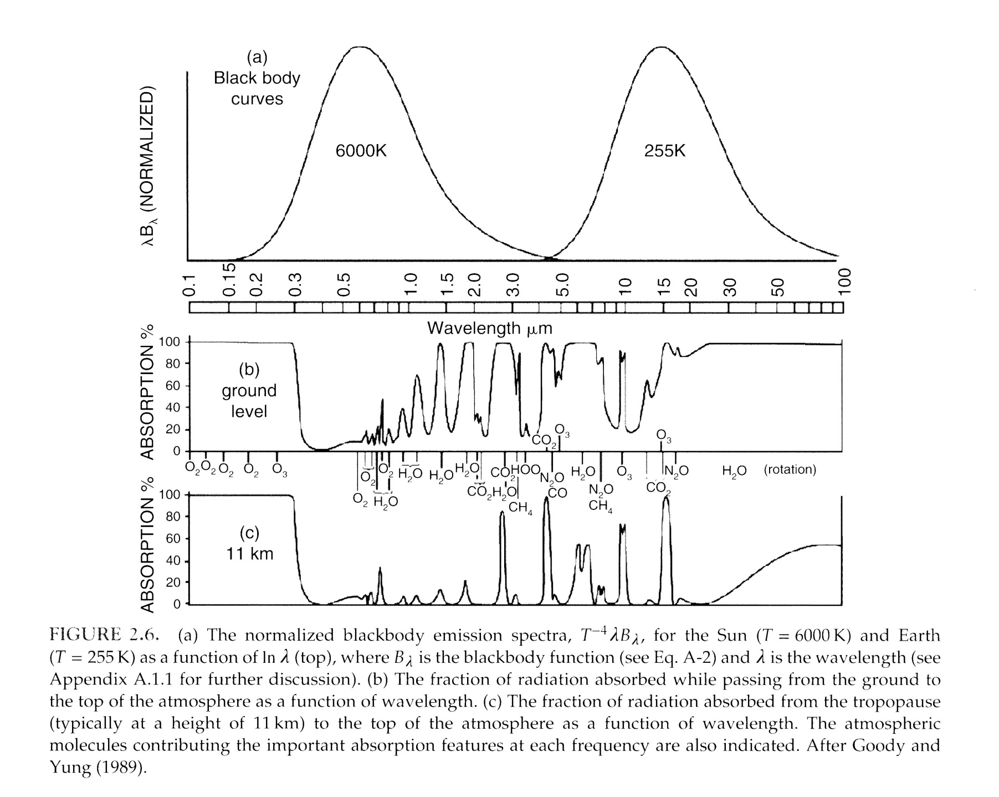 (a)
Black body
curves
λB_λ (NORMALIZED)
6000K
255K
0.1 0.15 0.2 0.3 0.5 1.0 1.5 2.0 3.0 5.0 10 15 20 30 50 100
Wavelength μm
ABSORPTION %
100
80
60
40
20
0
(b)
ground
level
CO₂ O₃ O₃
O₂ O₂ O₂ O₂ O₃ O₂ O₂ H₂O H₂O H₂O CO₂ HDO N₂O H₂O O₃ N₂O H₂O (rotation)
CO₂ H₂O CO N₂O CO₂
O₂ H₂O CH₄ CH₄
ABSORPTION %
100
80
60
40
20
0
(c)
11 km
FIGURE 2.6. (a) The normalized blackbody emission spectra, T⁻⁴λB_λ, for the Sun (T = 6000 K) and Earth
(T = 255 K) as a function of ln λ (top), where B_λ is the blackbody function (see Eq. A-2) and λ is the wavelength (see
Appendix A.1.1 for further discussion). (b) The fraction of radiation absorbed while passing from the ground to
the top of the atmosphere as a function of wavelength. (c) The fraction of radiation absorbed from the tropopause
(typically at a height of 11 km) to the top of the atmosphere as a function of wavelength. The atmospheric
molecules contributing the important absorption features at each frequency are also indicated. After Goody and
Yung (1989).